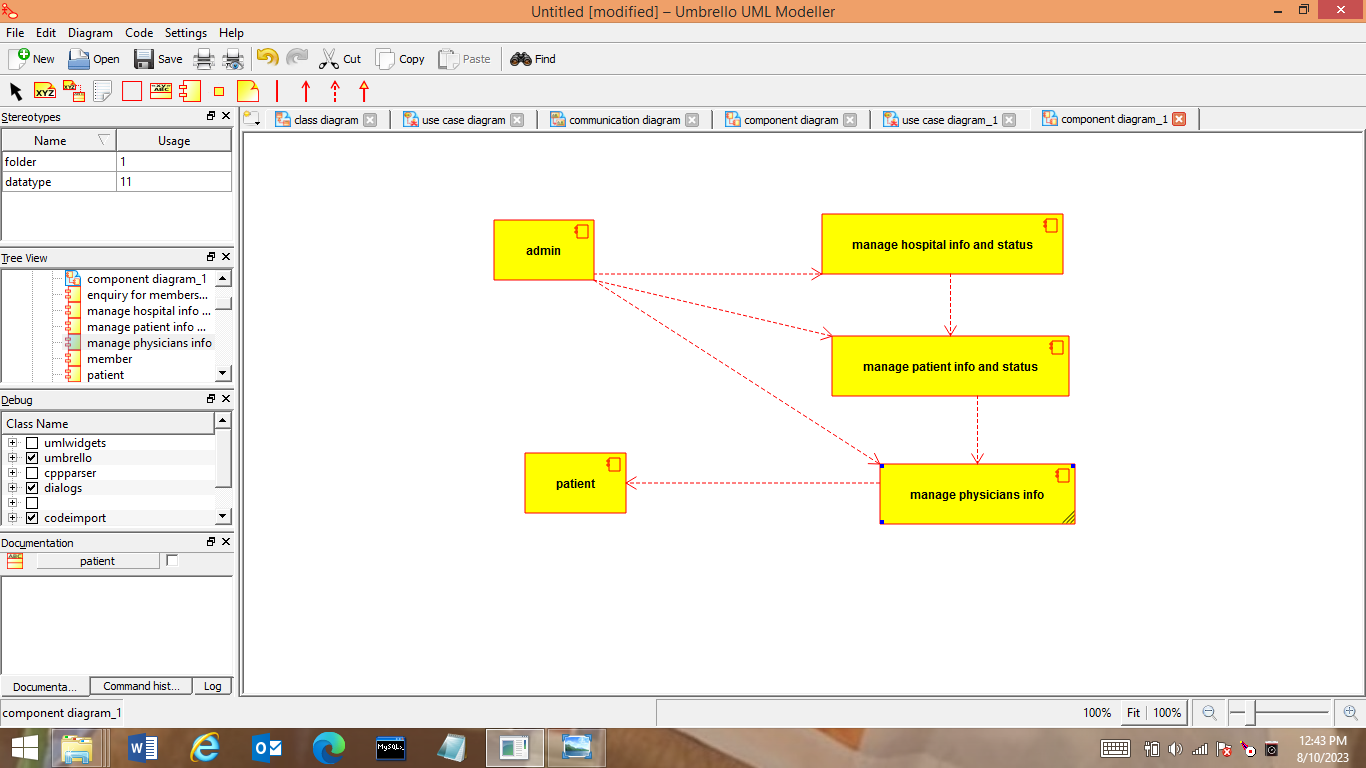 Untitled [modified] – Umbrello UML Modeller
File Edit Diagram Code Settings Help
New Open Save Cut Copy Paste Find
XYZ
Stereotypes
Name Usage
folder 1
datatype 11
Tree View
component diagram_1
enquiry for members...
manage hospital info ...
manage patient info ...
manage physicians info
member
patient
Debug
Class Name
umlwidgets
umbrello
cppparser
dialogs
codeimport
Documentation
patient
Documenta... Command hist... Log
class diagram use case diagram communication diagram component diagram use case diagram_1 component diagram_1
admin
manage hospital info and status
manage patient info and status
patient
manage physicians info
component diagram_1
100% Fit 100%
MySQL
12:43 PM
8/10/2023